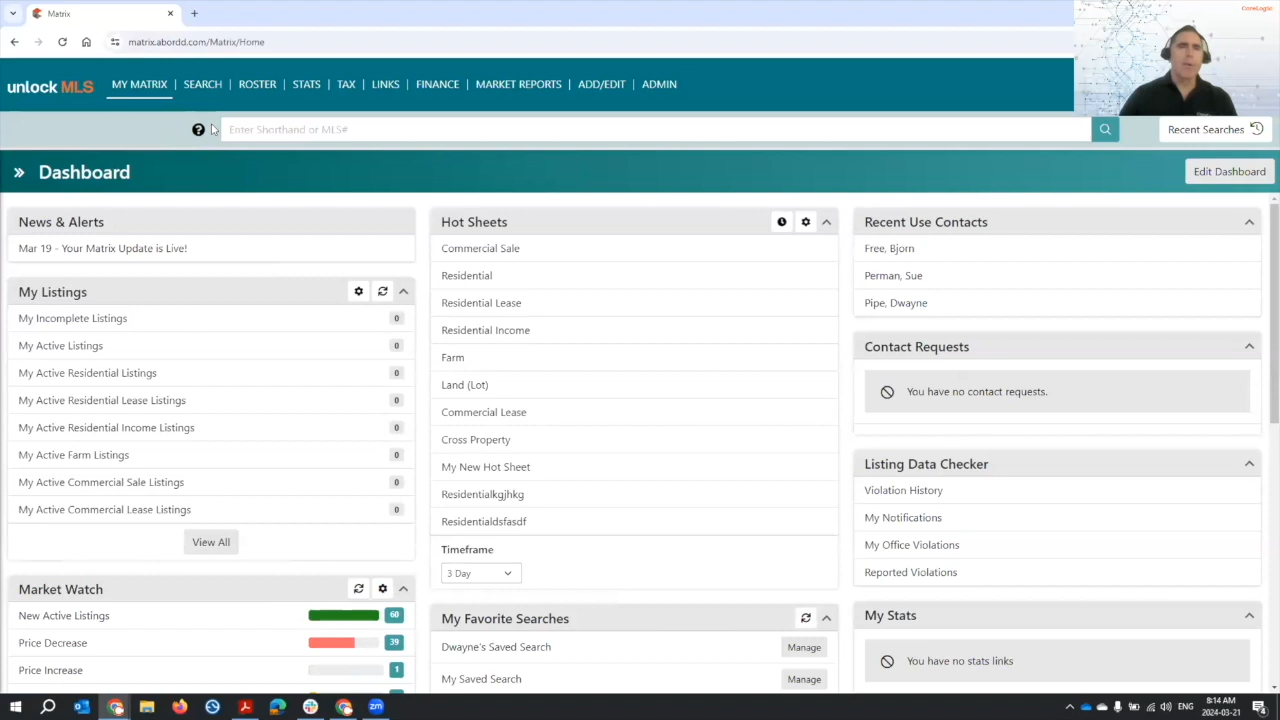 Matrix
CoreLogic
matrix.abordd.com/Matrix/Home
unlock MLS
MY MATRIX | SEARCH | ROSTER | STATS | TAX | LINKS | FINANCE | MARKET REPORTS | ADD/EDIT | ADMIN
Enter Shorthand or MLS#
Recent Searches
Dashboard
Edit Dashboard
News & Alerts
Mar 19 - Your Matrix Update is Live!
My Listings
My Incomplete Listings 0
My Active Listings 0
My Active Residential Listings 0
My Active Residential Lease Listings 0
My Active Residential Income Listings 0
My Active Farm Listings 0
My Active Commercial Sale Listings 0
My Active Commercial Lease Listings 0
View All
Market Watch
New Active Listings 60
Price Decrease 39
Price Increase 1
Hot Sheets
Commercial Sale
Residential
Residential Lease
Residential Income
Farm
Land (Lot)
Commercial Lease
Cross Property
My New Hot Sheet
Residentialkgjhkg
Residentialdsfasdf
Timeframe
3 Day
My Favorite Searches
Dwayne's Saved Search Manage
My Saved Search Manage
Recent Use Contacts
Free, Bjorn
Perman, Sue
Pipe, Dwayne
Contact Requests
You have no contact requests.
Listing Data Checker
Violation History
My Notifications
My Office Violations
Reported Violations
My Stats
You have no stats links
ENG
8:14 AM
2024-03-21